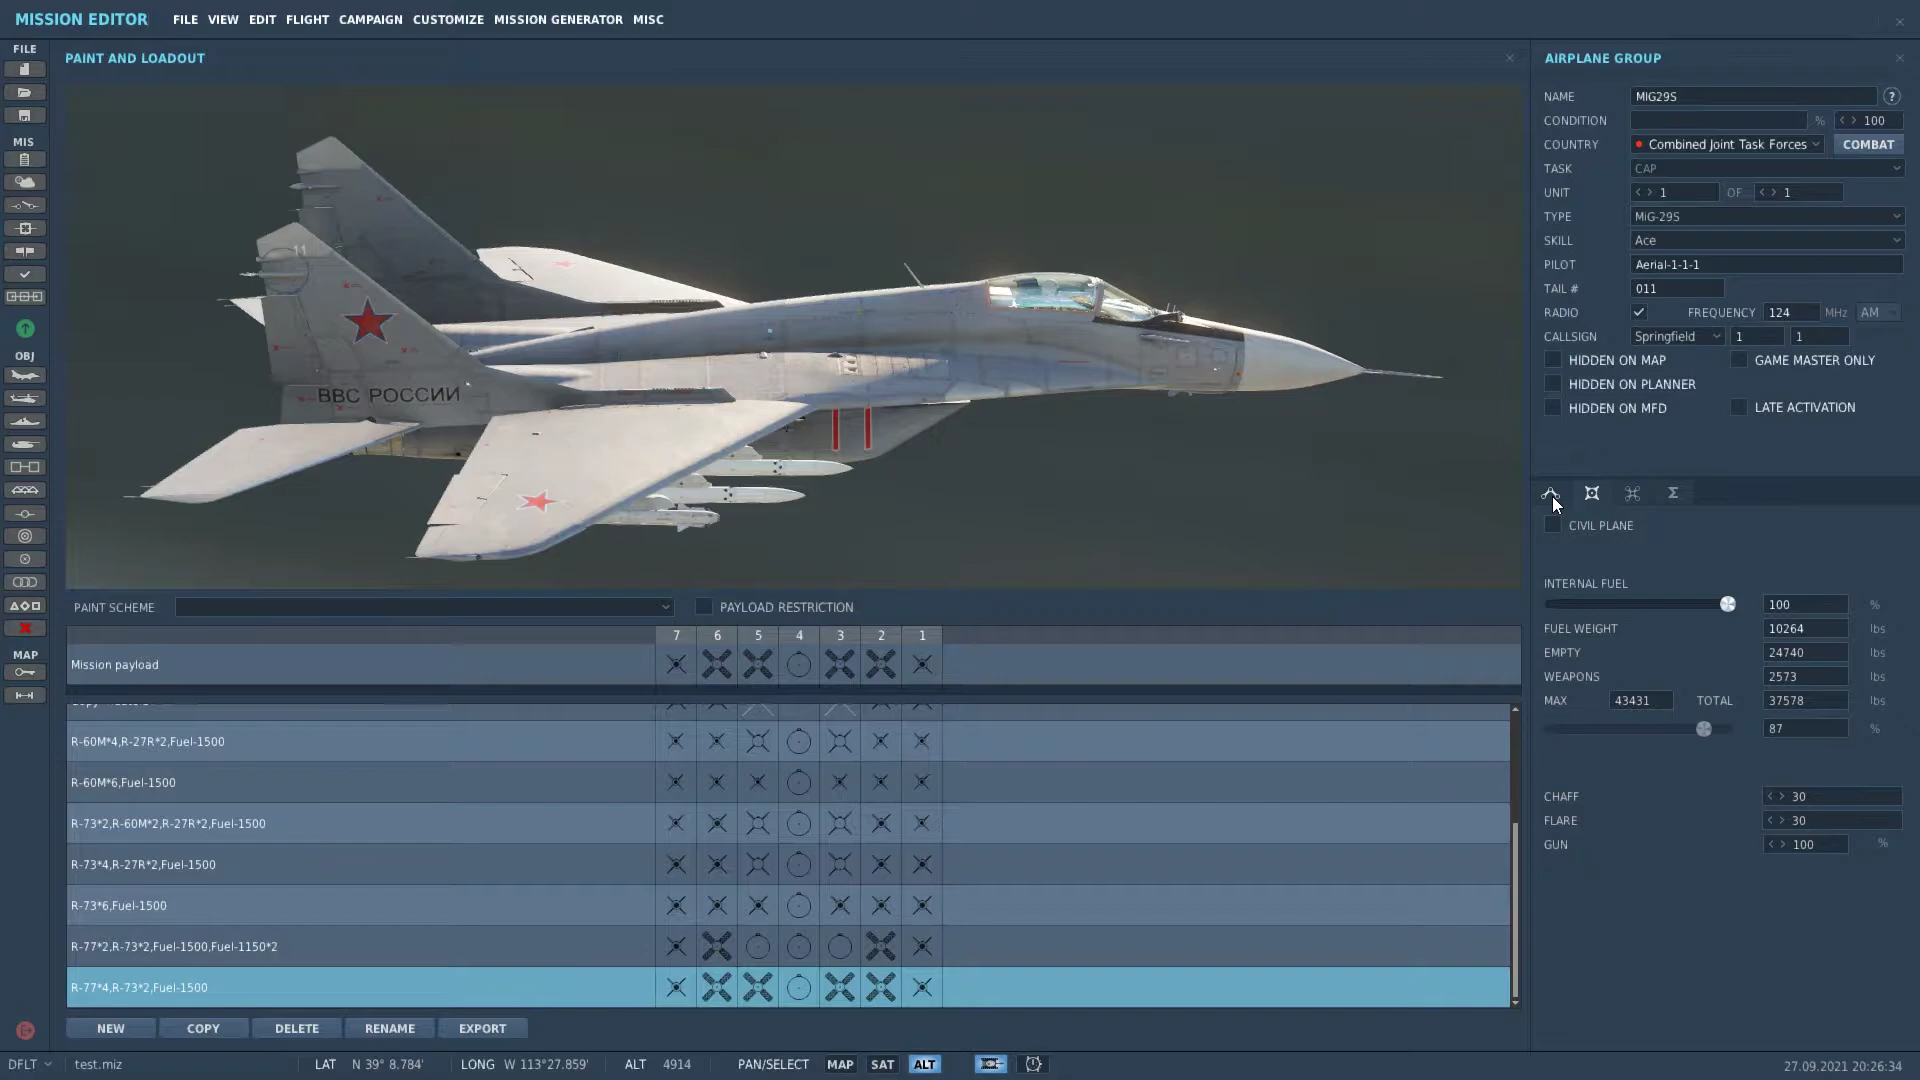 MISSION EDITOR FILE VIEW EDIT FLIGHT CAMPAIGN CUSTOMIZE MISSION GENERATOR MISC
FILE
MIS
OBJ
MAP
PAINT AND LOADOUT
11
ВВС РОССИИ
PAINT SCHEME PAYLOAD RESTRICTION
7 6 5 4 3 2 1
Mission payload
R-60M*4,R-27R*2,Fuel-1500
R-60M*6,Fuel-1500
R-73*2,R-60M*2,R-27R*2,Fuel-1500
R-73*4,R-27R*2,Fuel-1500
R-73*6,Fuel-1500
R-77*2,R-73*2,Fuel-1500,Fuel-1150*2
R-77*4,R-73*2,Fuel-1500
NEW COPY DELETE RENAME EXPORT
AIRPLANE GROUP
NAME MIG29S ?
CONDITION % < > 100
COUNTRY Combined Joint Task Forces COMBAT
TASK CAP
UNIT < > 1 OF < > 1
TYPE MiG-29S
SKILL Ace
PILOT Aerial-1-1-1
TAIL # 011
RADIO FREQUENCY 124 MHz AM
CALLSIGN Springfield 1 1
HIDDEN ON MAP GAME MASTER ONLY
HIDDEN ON PLANNER
HIDDEN ON MFD LATE ACTIVATION
Σ
CIVIL PLANE
INTERNAL FUEL
100 %
FUEL WEIGHT 10264 lbs
EMPTY 24740 lbs
WEAPONS 2573 lbs
MAX 43431 TOTAL 37578 lbs
87 %
CHAFF < > 30
FLARE < > 30
GUN < > 100 %
DFLT test.miz LAT N 39° 8.784' LONG W 113°27.859' ALT 4914 PAN/SELECT MAP SAT ALT 27.09.2021 20:26:34